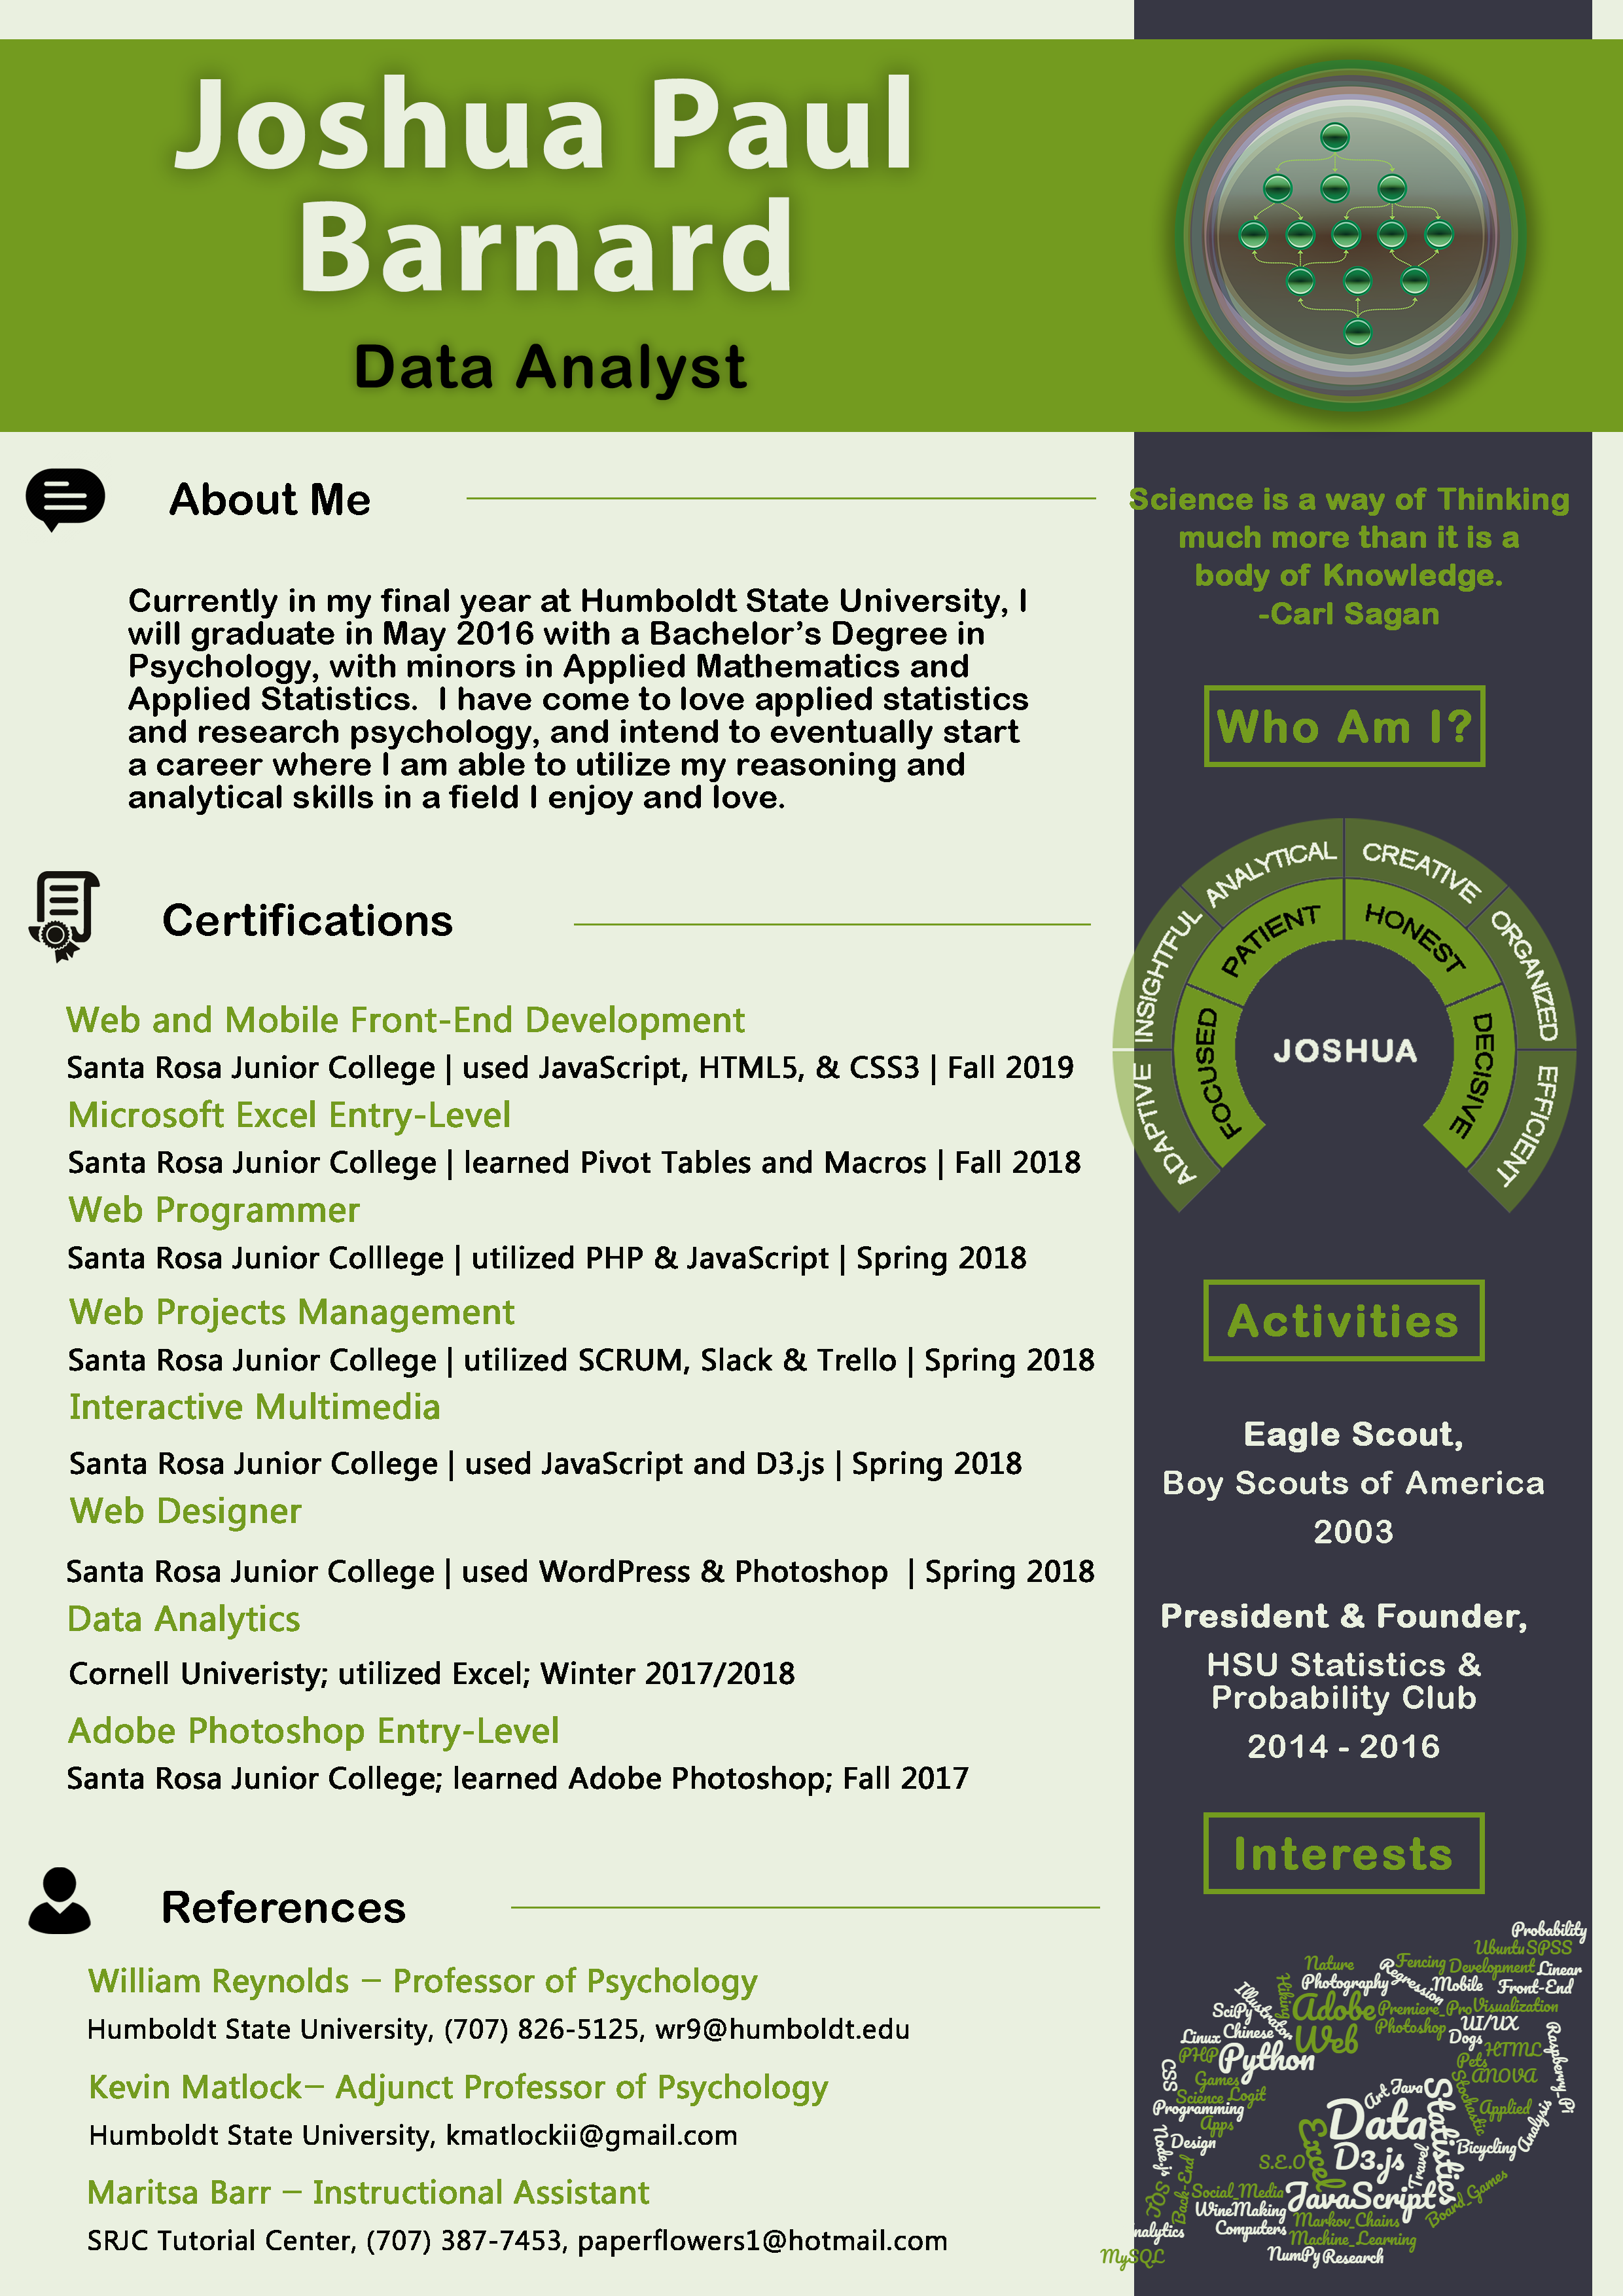 Joshua Paul
Barnard
Data Analyst
About Me
Currently in my final year at Humboldt State University, I
will graduate in May 2016 with a Bachelor’s Degree in
Psychology, with minors in Applied Mathematics and
Applied Statistics.  I have come to love applied statistics
and research psychology, and intend to eventually start
a career where I am able to utilize my reasoning and
analytical skills in a field I enjoy and love.
Certifications
Web and Mobile Front-End Development
Santa Rosa Junior College | used JavaScript, HTML5, & CSS3 | Fall 2019
Microsoft Excel Entry-Level
Santa Rosa Junior College | learned Pivot Tables and Macros | Fall 2018
Web Programmer
Santa Rosa Junior Colllege | utilized PHP & JavaScript | Spring 2018
Web Projects Management
Santa Rosa Junior College | utilized SCRUM, Slack & Trello | Spring 2018
Interactive Multimedia
Santa Rosa Junior College | used JavaScript and D3.js | Spring 2018
Web Designer
Santa Rosa Junior College | used WordPress & Photoshop  | Spring 2018
Data Analytics
Cornell Univeristy; utilized Excel; Winter 2017/2018
Adobe Photoshop Entry-Level
Santa Rosa Junior College; learned Adobe Photoshop; Fall 2017
References
William Reynolds – Professor of Psychology
Humboldt State University, (707) 826-5125, wr9@humboldt.edu
Kevin Matlock– Adjunct Professor of Psychology
Humboldt State University, kmatlockii@gmail.com
Maritsa Barr – Instructional Assistant
SRJC Tutorial Center, (707) 387-7453, paperflowers1@hotmail.com
Science is a way of Thinking
much more than it is a
body of Knowledge.
-Carl Sagan
Who Am I?
ADAPTIVE
INSIGHTFUL
ANALYTICAL
CREATIVE
ORGANIZED
EFFICIENT
FOCUSED
PATIENT
HONEST
DECISIVE
JOSHUA
Activities
Eagle Scout,
Boy Scouts of America
2003
President & Founder,
HSU Statistics &
Probability Club
2014 - 2016
Interests
Probability
Ubuntu
SPSS
Nature
Fencing
Development
Linear
Photography
Regression
Mobile
Front-End
Hiking
Illustrator
SciPy
Adobe
Premiere_Pro
Visualization
Photoshop
UI/UX
Linux
Chinese
Web
Dogs
HTML
Raspberry-Pi
PHP
Python
Pets
ANOVA
CSS
Games
Science
Logit
Art
Java
Stochastic
Applied
Programming
Apps
Data
Statistics
Analysis
Node.js
Design
Excel
Bicycling
S.E.O
D3.js
Travel
Back-End
iOS
Social_Media
JavaScript
Board_Games
WineMaking
Markov_Chains
nalytics
Computers
Machine_Learning
MySQL
NumPy
Research